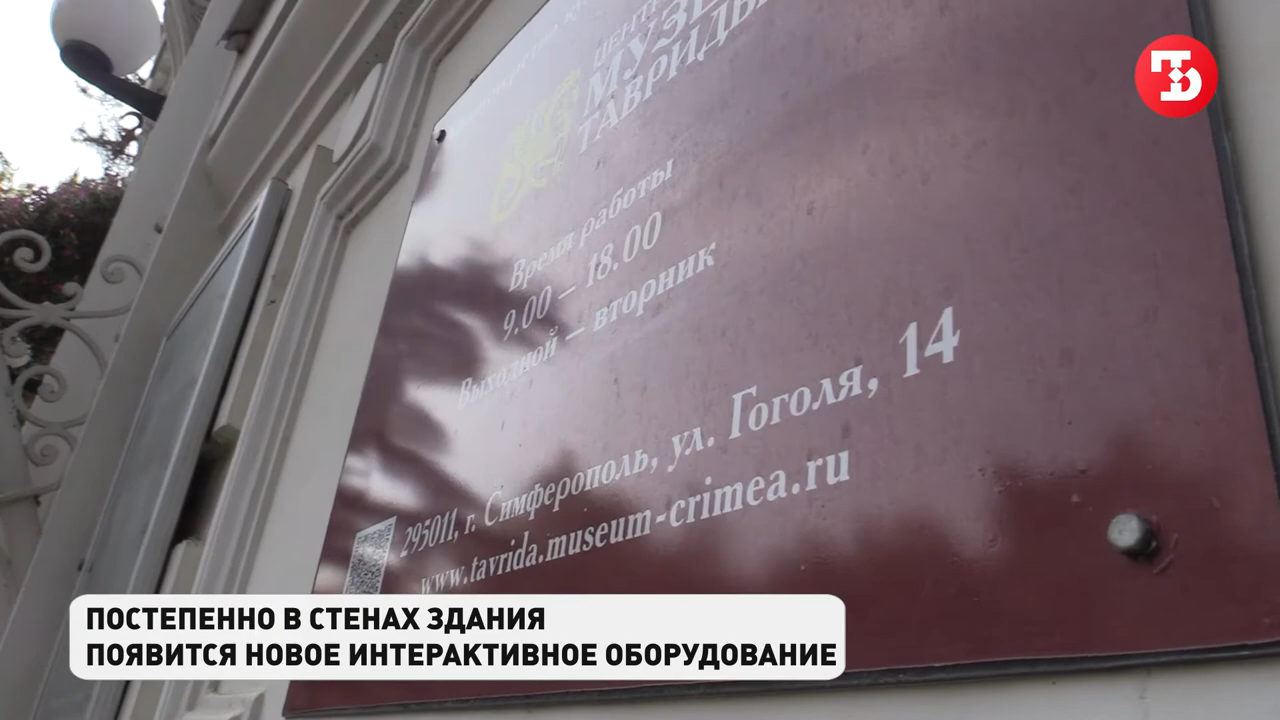 МУЗЕ
ТАВРИДЫ
Время работы
9.00 – 18.00
Выходной – вторник
295011, г. Симферополь, ул. Гоголя, 14
www.tavrida.museum-crimea.ru
ПОСТЕПЕННО В СТЕНАХ ЗДАНИЯ
ПОЯВИТСЯ НОВОЕ ИНТЕРАКТИВНОЕ ОБОРУДОВАНИЕ